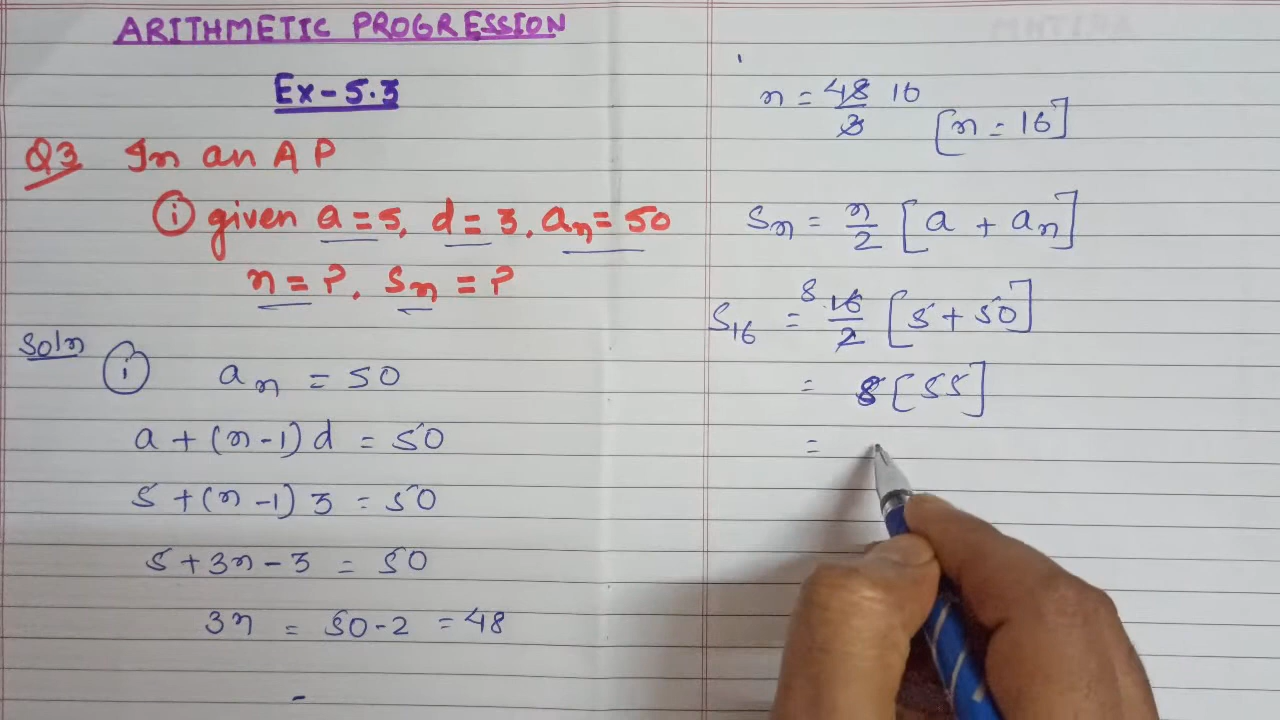 ARITHMETIC PROGRESSION
Ex-5.3
Q3 In an A P
(i) given a=5, d=3, an=50
n=?, Sn=?
Soln
(i) an = 50
a+(n-1)d = 50
5+(n-1)3 = 50
5+3n-3 = 50
3n = 50-2 = 48
n = 48/3 16
[n=16]
Sn = n/2 [a + an]
S16 = 8 16/2 [5+50]
= 8[55]
=